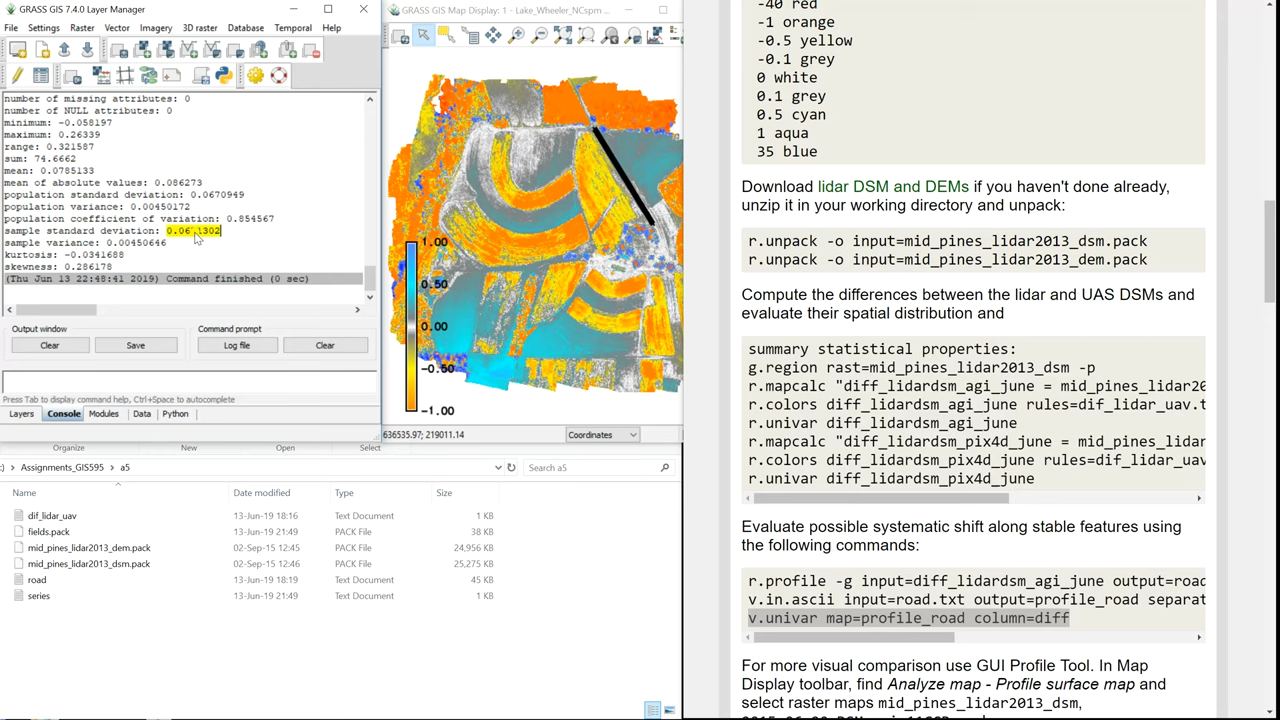 GRASS GIS 7.4.0 Layer Manager
File Settings Raster Vector Imagery 3D raster Database Temporal Help
number of missing attributes: 0
number of NULL attributes: 0
minimum: -0.058197
maximum: 0.26339
range: 0.321587
sum: 74.6662
mean: 0.0785133
mean of absolute values: 0.086273
population standard deviation: 0.0670949
population variance: 0.00450172
population coefficient of variation: 0.854567
sample standard deviation:
sample variance: 0.00450646
kurtosis: -0.0341688
skewness: 0.286178
(Thu Jun 13 22:48:41 2019) Command finished (0 sec)
Output window Command prompt
Clear Save Log file Clear
Press Tab to display command help, Ctrl+Space to autocomplete
Layers Console Modules Data Python
GRASS GIS Map Display: 1 - Lake_Wheeler_NCspm
1.00
0.50
0.00
-0.50
-1.00
636535.97; 219011.14 Coordinates
Organize New Open Select
Assignments_GIS595 › a5 Search a5
Name Date modified Type Size
dif_lidar_uav 13-Jun-19 18:16 Text Document 1 KB
fields.pack 13-Jun-19 21:49 PACK File 38 KB
mid_pines_lidar2013_dem.pack 02-Sep-15 12:45 PACK File 24,956 KB
mid_pines_lidar2013_dsm.pack 02-Sep-15 12:46 PACK File 25,275 KB
road 13-Jun-19 18:19 Text Document 45 KB
series 13-Jun-19 21:49 Text Document 1 KB
-40 red
-1 orange
-0.5 yellow
-0.1 grey
0 white
0.1 grey
0.5 cyan
1 aqua
35 blue
Download lidar DSM and DEMs if you haven't done already,
unzip it in your working directory and unpack:
r.unpack -o input=mid_pines_lidar2013_dsm.pack
r.unpack -o input=mid_pines_lidar2013_dem.pack
Compute the differences between the lidar and UAS DSMs and
evaluate their spatial distribution and
summary statistical properties:
g.region rast=mid_pines_lidar2013_dsm -p
r.mapcalc "diff_lidardsm_agi_june = mid_pines_lidar20
r.colors diff_lidardsm_agi_june rules=dif_lidar_uav.t
r.univar diff_lidardsm_agi_june
r.mapcalc "diff_lidardsm_pix4d_june = mid_pines_lidar
r.colors diff_lidardsm_pix4d_june rules=dif_lidar_uav
r.univar diff_lidardsm_pix4d_june
Evaluate possible systematic shift along stable features using
the following commands:
r.profile -g input=diff_lidardsm_agi_june output=road
v.in.ascii input=road.txt output=profile_road separat
v.univar map=profile_road column=diff
For more visual comparison use GUI Profile Tool. In Map
Display toolbar, find Analyze map - Profile surface map and
select raster maps mid_pines_lidar2013_dsm,